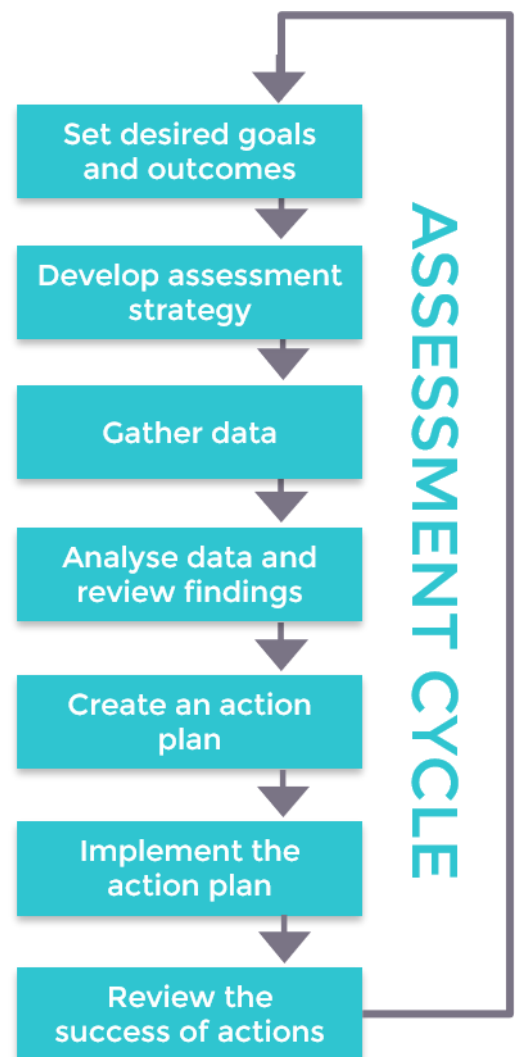 Set desired goals
and outcomes
Develop assessment
strategy
Gather data
Analyse data and
review findings
Create an action
plan
Implement the
action plan
Review the
success of actions
ASSESSMENT CYCLE